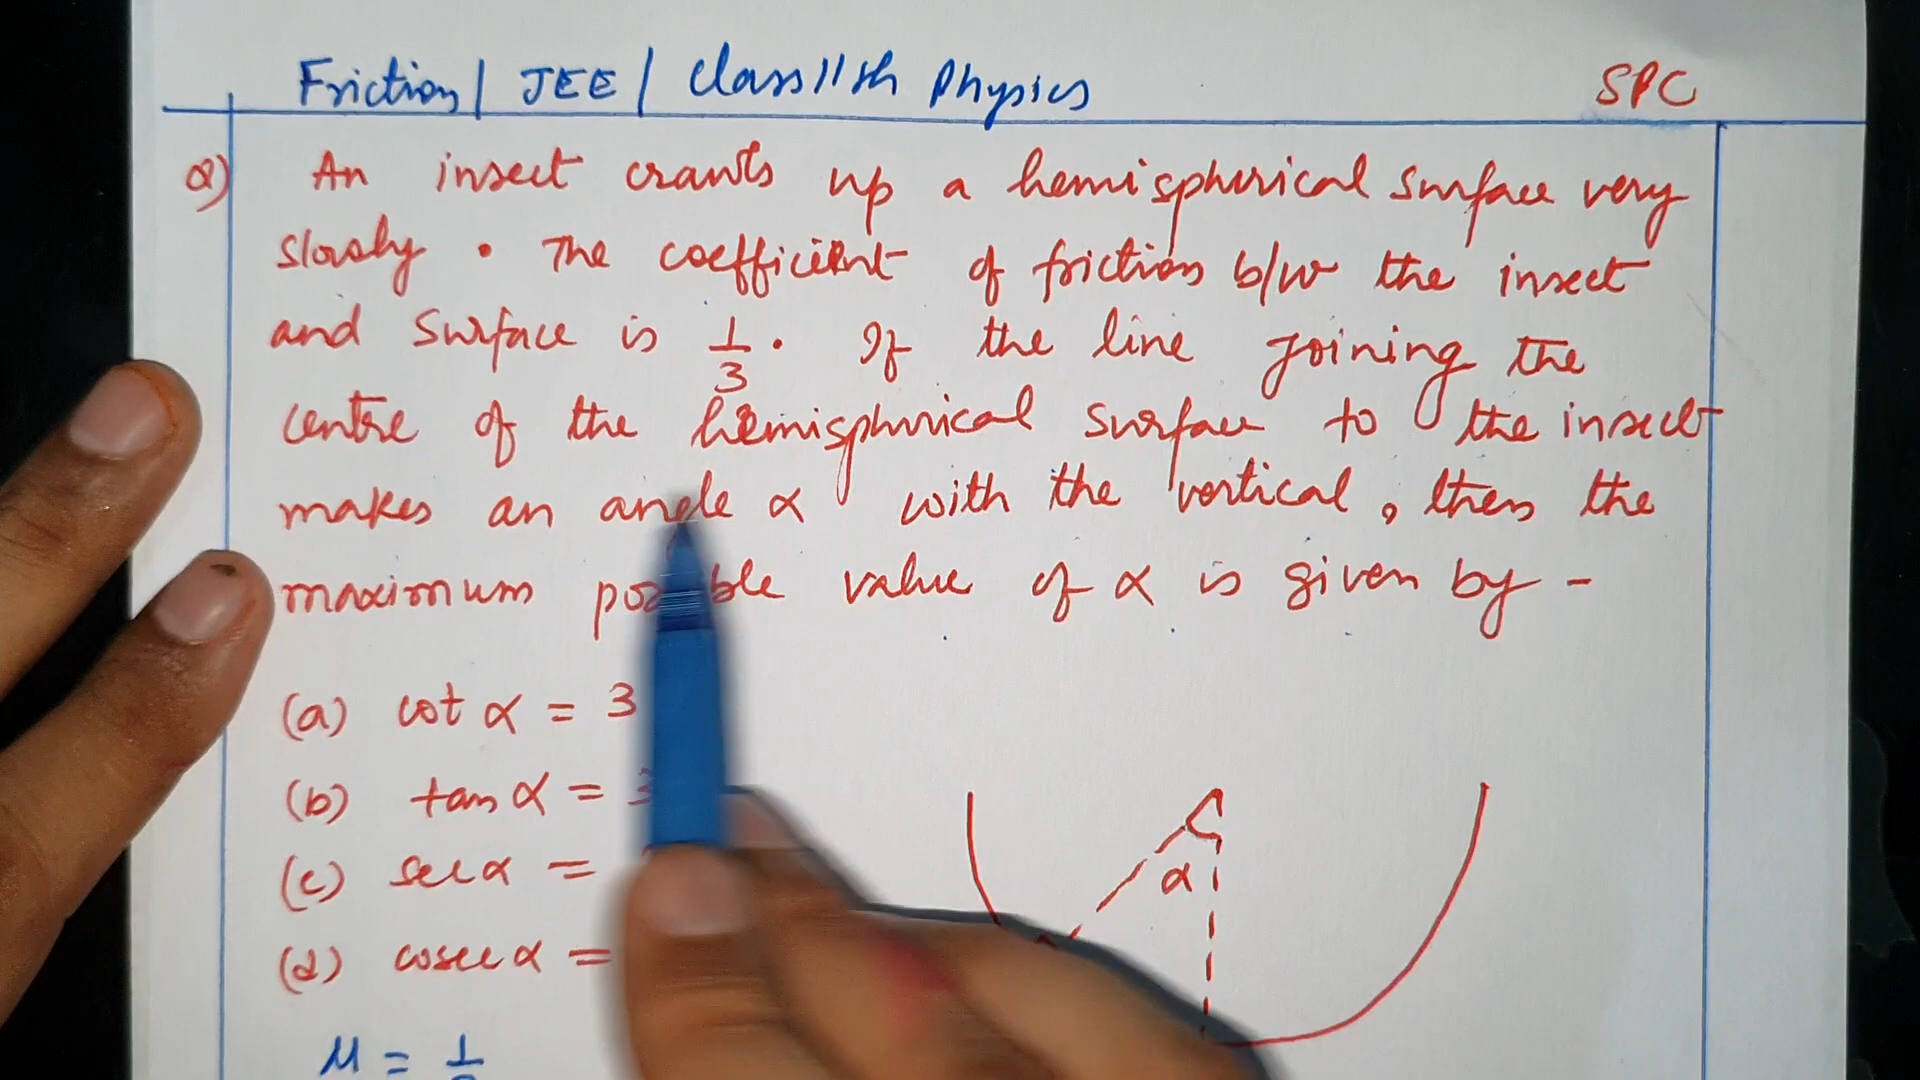 Friction / JEE / Class 11th Physics
SPC
Q) An insect crawls up a hemispherical surface very
slowly. The coefficient of friction b/w the insect
and surface is 1/3. If the line joining the
centre of the hemispherical surface to the insect
makes an angle α with the vertical, then the
maximum possible value of α is given by -
(a) cot α = 3
(b) tan α = 3
(c) sec α =
(d) cosec α =
α
μ = 1